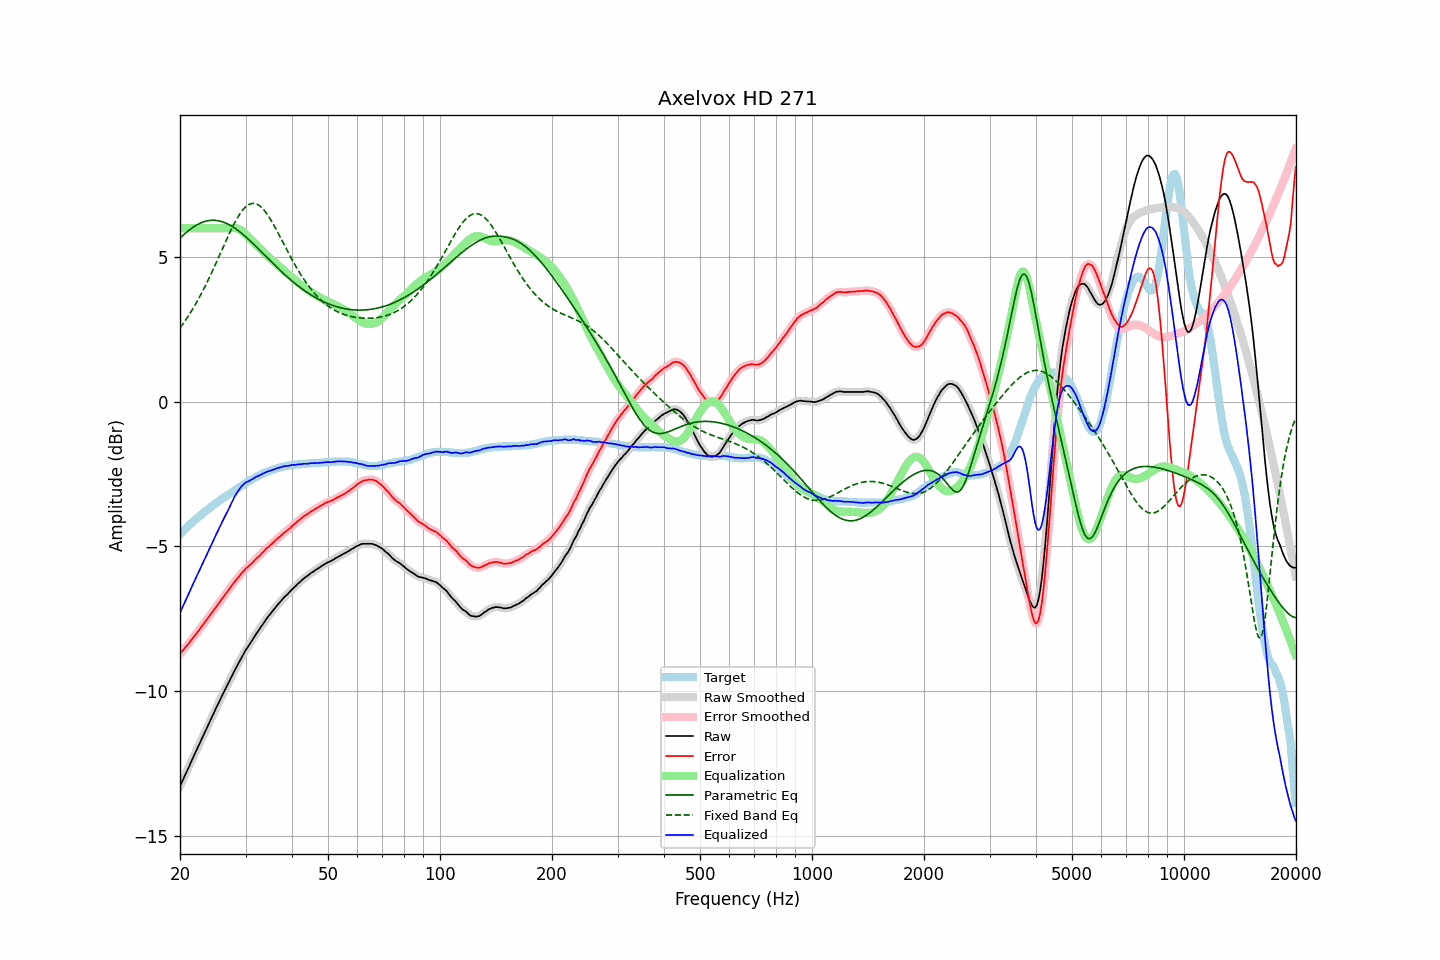 Axelvox HD 271
Amplitude (dBr)
5
0
−5
−10
−15
Target
Raw Smoothed
Error Smoothed
Raw
Error
Equalization
Parametric Eq
Fixed Band Eq
Equalized
20
50
100
200
500
1000
2000
5000
10000
20000
Frequency (Hz)